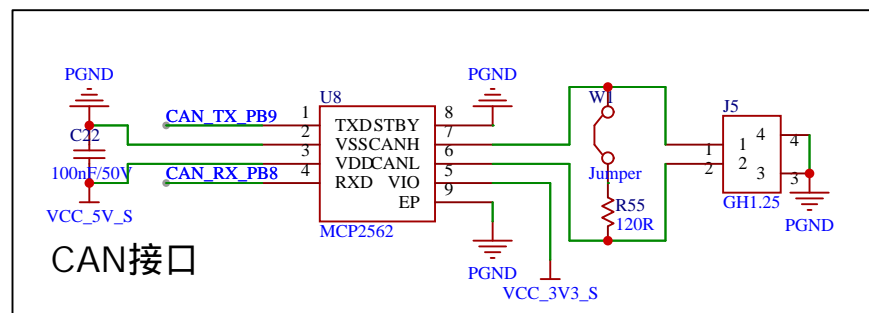 PGND
CAN_TX_PB9
C22
100nF/50V
CAN_RX_PB8
VCC_5V_S
CAN接口
U8
1
2
3
4
TXD STBY
VSS CANH
VDD CANL
RXD VIO
EP
8
7
6
5
9
MCP2562
PGND
PGND
VCC_3V3_S
W1
Jumper
R55
120R
J5
1
2
1
2
4
3
4
3
GH1.25
PGND